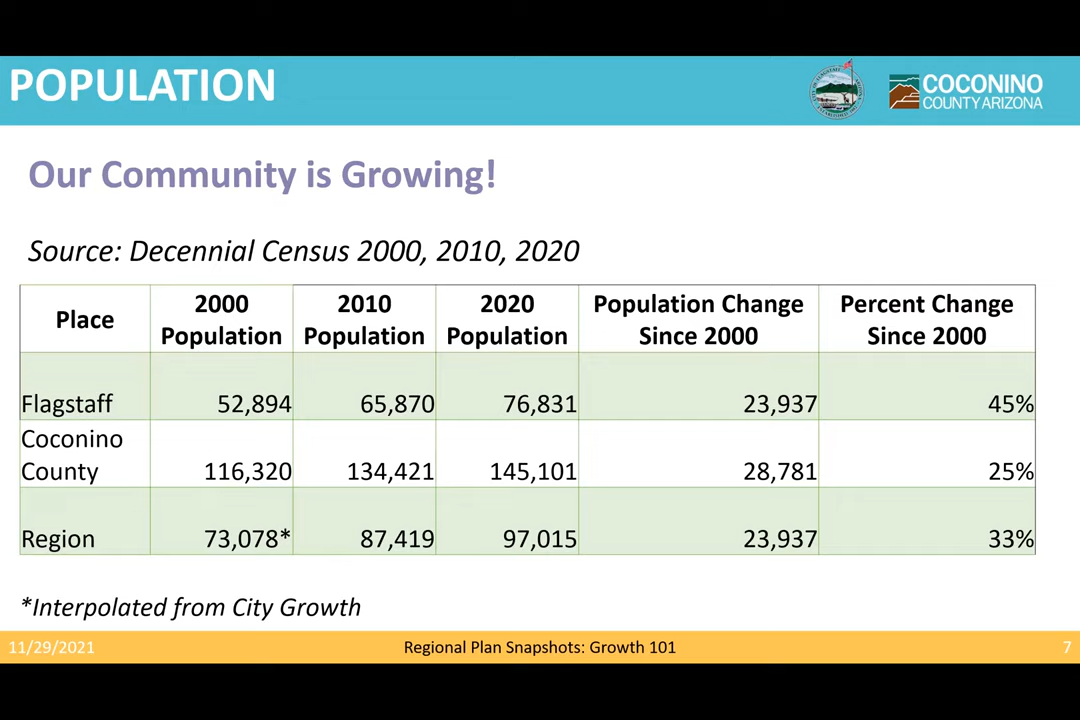 POPULATION
COCONINO
COUNTY ARIZONA
Our Community is Growing!
Source: Decennial Census 2000, 2010, 2020
Place 2000 Population 2010 Population 2020 Population Population Change Since 2000 Percent Change Since 2000
Flagstaff 52,894 65,870 76,831 23,937 45%
Coconino County 116,320 134,421 145,101 28,781 25%
Region 73,078* 87,419 97,015 23,937 33%
*Interpolated from City Growth
11/29/2021 Regional Plan Snapshots: Growth 101 7